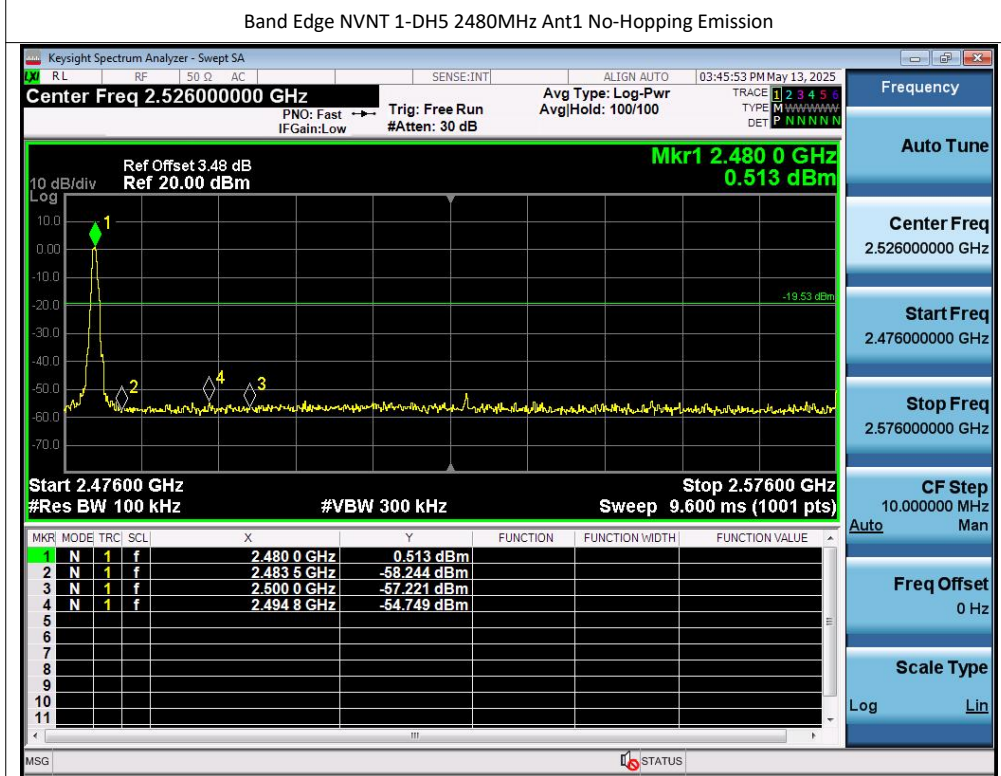 Band Edge NVNT 1-DH5 2480MHz Ant1 No-Hopping Emission
Keysight Spectrum Analyzer - Swept SA
LXI RL RF 50 Ω AC SENSE:INT ALIGN AUTO 03:45:53 PM May 13, 2025
Center Freq 2.526000000 GHz
PNO: Fast
IFGain:Low
Trig: Free Run
#Atten: 30 dB
Avg Type: Log-Pwr
Avg|Hold: 100/100
TRACE 1 2 3 4 5 6
TYPE M WWWWW
DET P N N N N N
Ref Offset 3.48 dB
Ref 20.00 dBm
10 dB/div
Log
Mkr1 2.480 0 GHz
0.513 dBm
10.0
0.00
-10.0
-20.0
-30.0
-40.0
-50.0
-60.0
-70.0
1
2
4
3
-19.53 dBm
Start 2.47600 GHz
Stop 2.57600 GHz
#Res BW 100 kHz
#VBW 300 kHz
Sweep 9.600 ms (1001 pts)
MKR MODE TRC SCL X Y FUNCTION FUNCTION WIDTH FUNCTION VALUE
1 N 1 f 2.480 0 GHz 0.513 dBm
2 N 1 f 2.483 5 GHz -58.244 dBm
3 N 1 f 2.500 0 GHz -57.221 dBm
4 N 1 f 2.494 8 GHz -54.749 dBm
5
6
7
8
9
10
11
MSG
STATUS
Frequency
Auto Tune
Center Freq
2.526000000 GHz
Start Freq
2.476000000 GHz
Stop Freq
2.576000000 GHz
CF Step
10.000000 MHz
Auto Man
Freq Offset
0 Hz
Scale Type
Log Lin